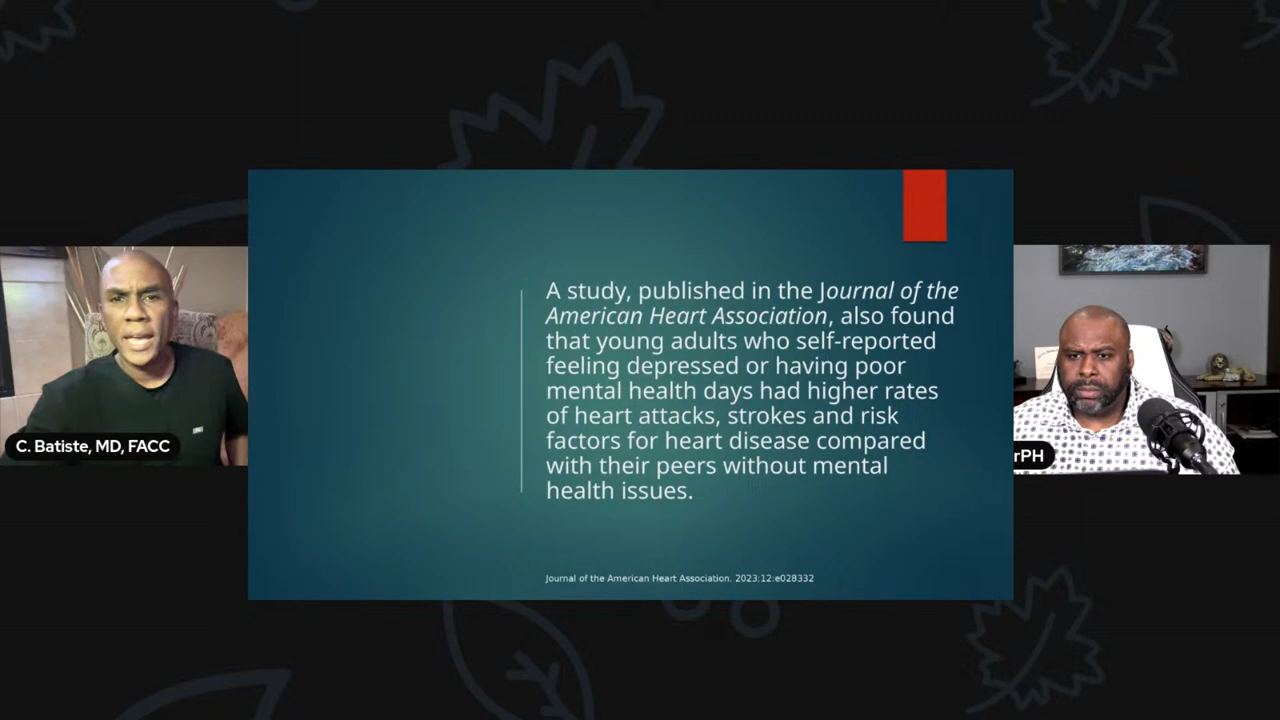 A study, published in the Journal of the
American Heart Association, also found
that young adults who self-reported
feeling depressed or having poor
mental health days had higher rates
of heart attacks, strokes and risk
factors for heart disease compared
with their peers without mental
health issues.
Journal of the American Heart Association. 2023;12:e028332
C. Batiste, MD, FACC
rPH